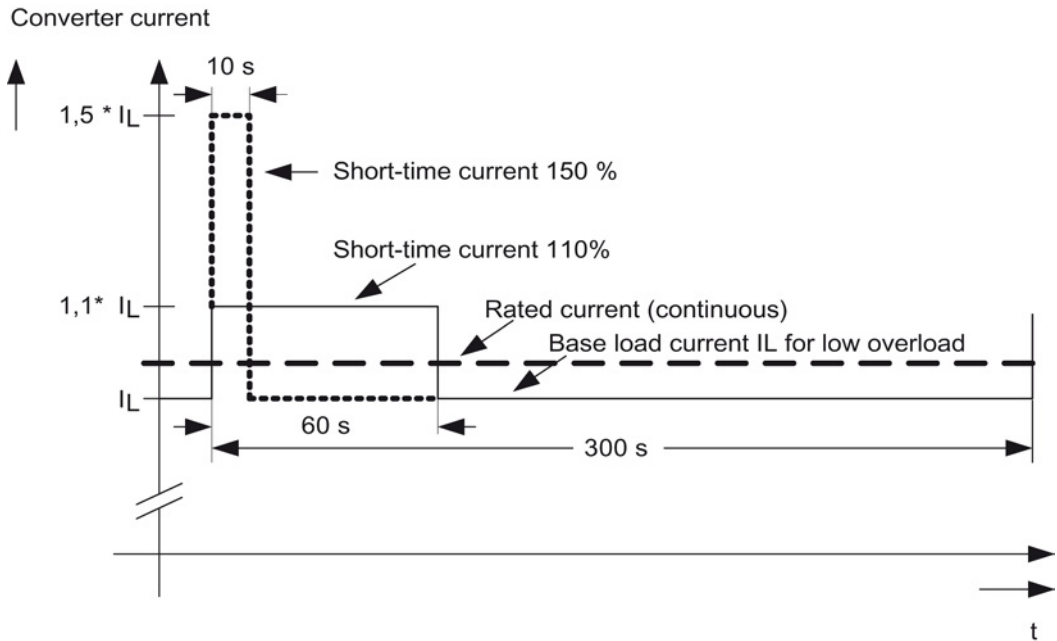 Converter current
10 s
1,5 * IL
Short-time current 150 %
Short-time current 110%
1,1* IL
Rated current (continuous)
Base load current IL for low overload
IL
60 s
300 s
t